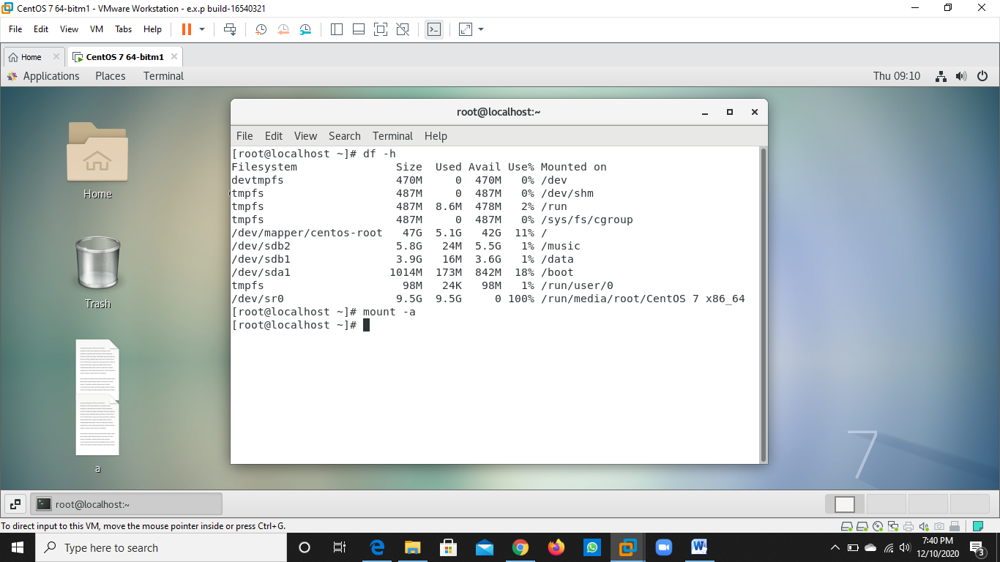 CentOS 7 64-bitm1 - VMware Workstation - e.x.p build-16540321
File Edit View VM Tabs Help
Home CentOS 7 64-bitm1
Applications Places Terminal Thu 09:10
root@localhost:~
File Edit View Search Terminal Help
[root@localhost ~]# df -h
Filesystem Size Used Avail Use% Mounted on
devtmpfs 470M 0 470M 0% /dev
tmpfs 487M 0 487M 0% /dev/shm
tmpfs 487M 8.6M 478M 2% /run
tmpfs 487M 0 487M 0% /sys/fs/cgroup
/dev/mapper/centos-root 47G 5.1G 42G 11% /
/dev/sdb2 5.8G 24M 5.5G 1% /music
/dev/sdb1 3.9G 16M 3.6G 1% /data
/dev/sda1 1014M 173M 842M 18% /boot
tmpfs 98M 24K 98M 1% /run/user/0
/dev/sr0 9.5G 9.5G 0 100% /run/media/root/CentOS 7 x86_64
[root@localhost ~]# mount -a
[root@localhost ~]#
Home
Trash
a
7
root@localhost:~
To direct input to this VM, move the mouse pointer inside or press Ctrl+G.
Type here to search
7:40 PM
12/10/2020
3